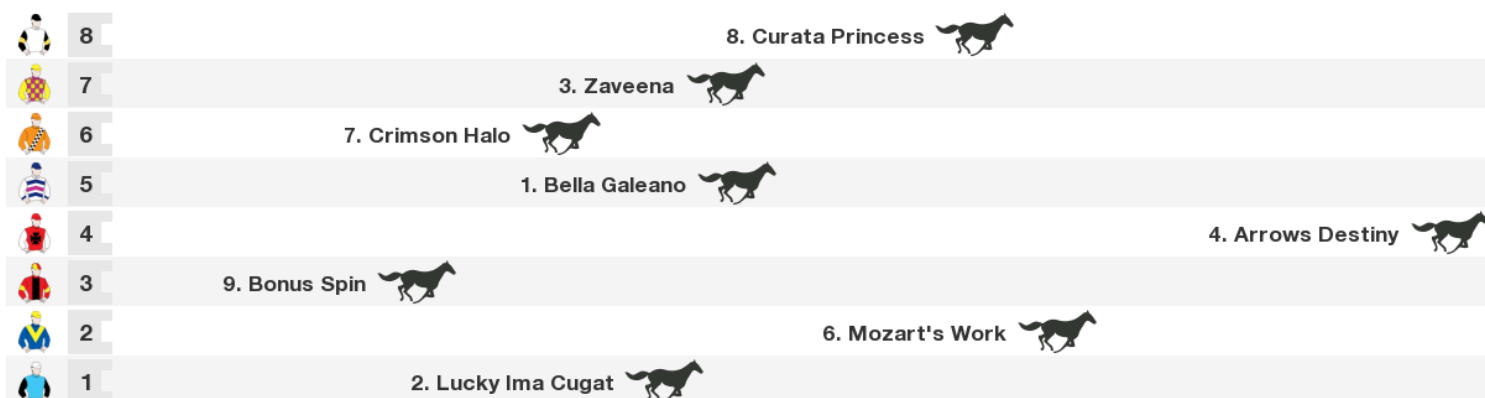 8 8. Curata Princess
7 3. Zaveena
6 7. Crimson Halo
5 1. Bella Galeano
4 4. Arrows Destiny
3 9. Bonus Spin
2 6. Mozart's Work
1 2. Lucky Ima Cugat